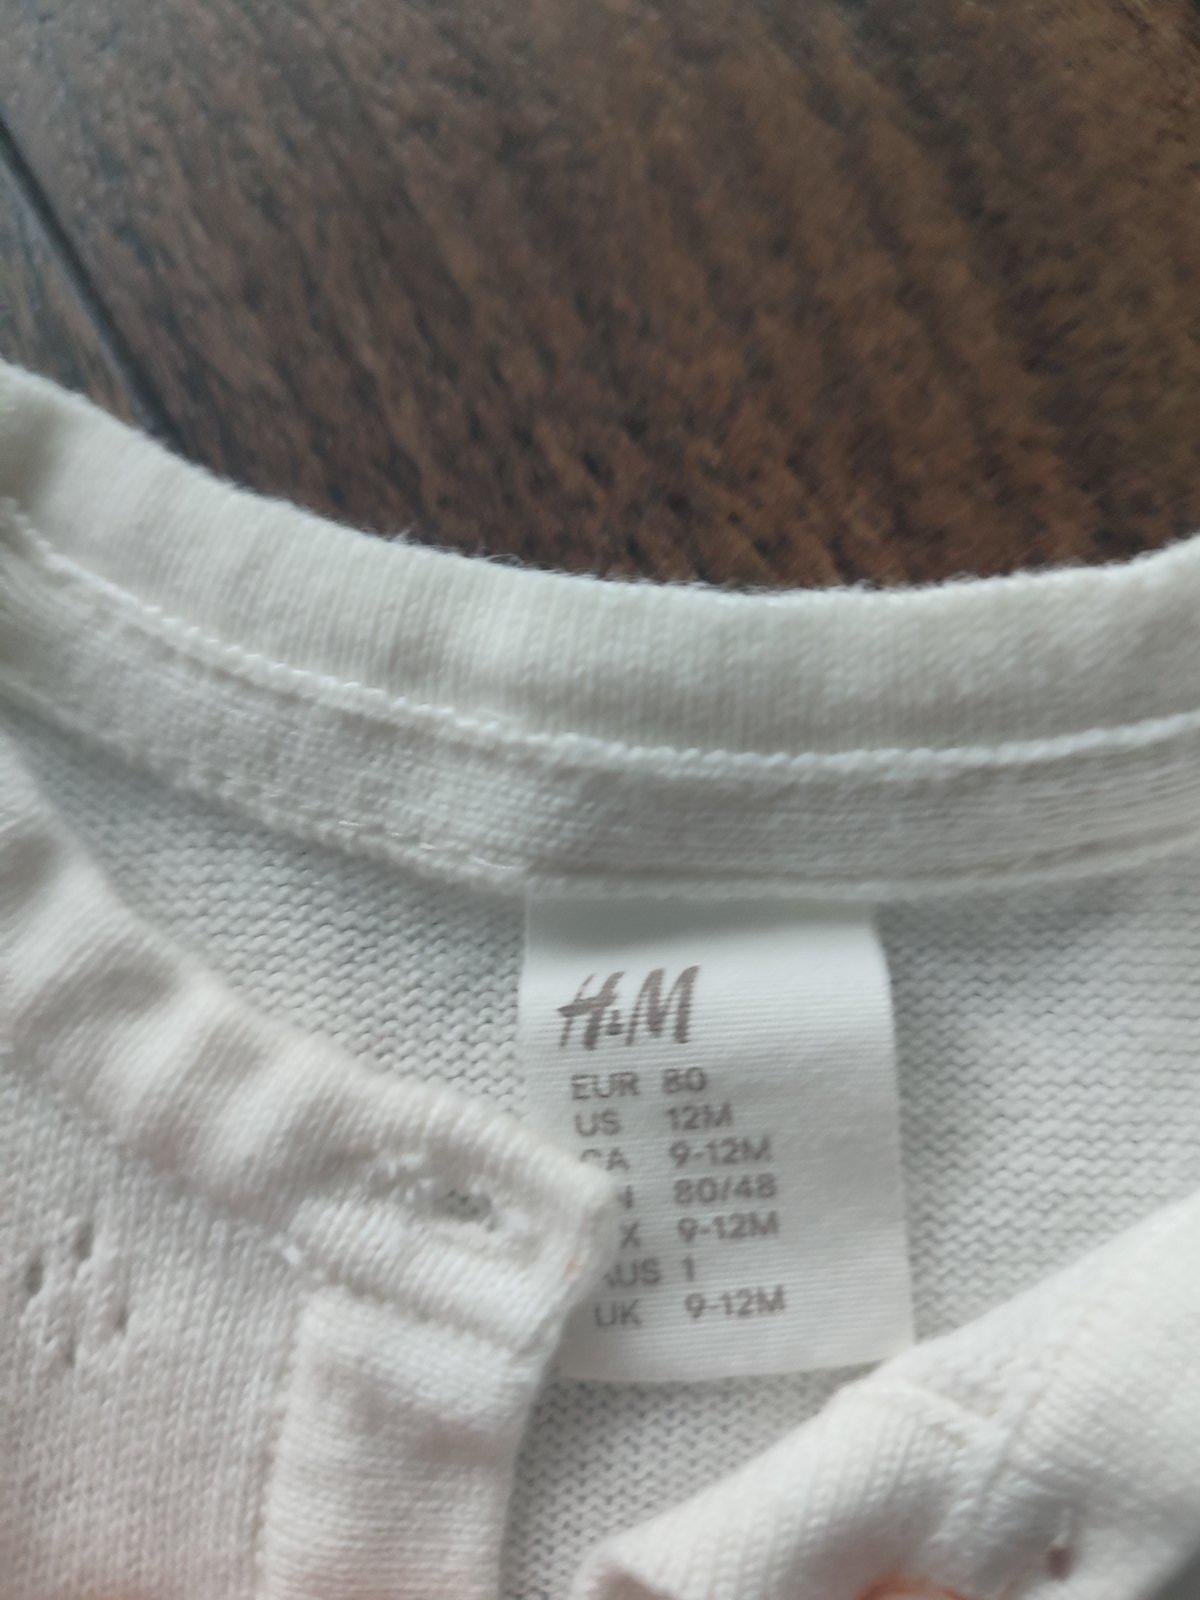 H&M
EUR 80
US 12M
CA 9-12M
80/48
X 9-12M
AUS 1
UK 9-12M